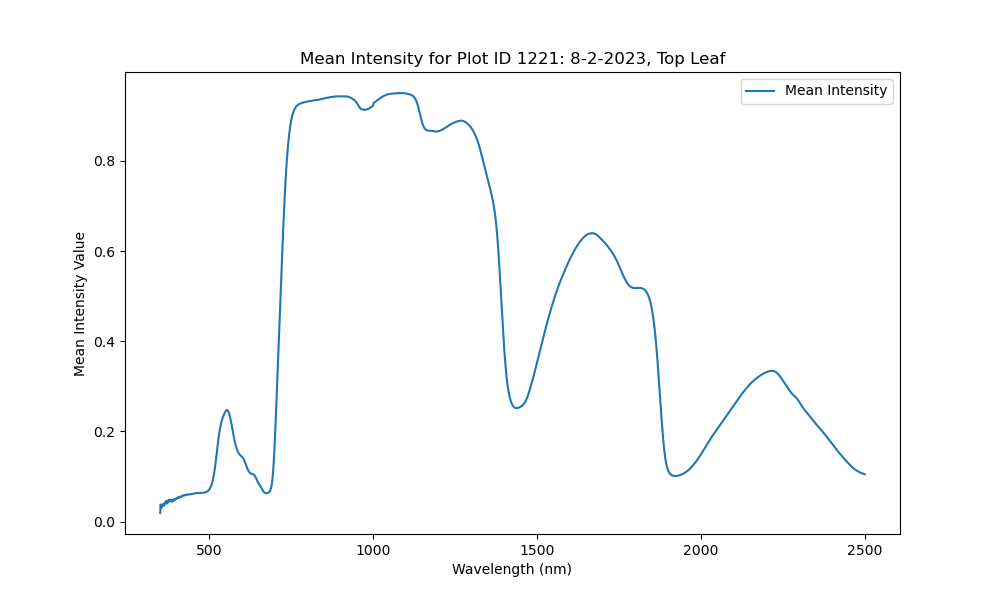 Mean Intensity for Plot ID 1221: 8-2-2023, Top Leaf
Mean Intensity
Mean Intensity Value
0.8
0.6
0.4
0.2
0.0
500
1000
1500
2000
2500
Wavelength (nm)